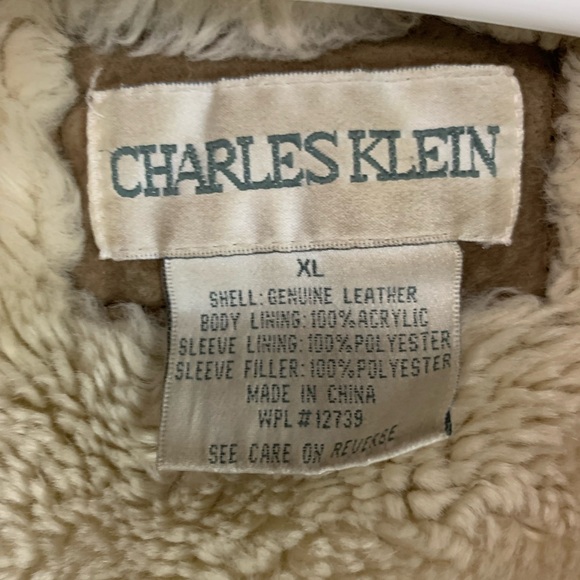 CHARLES KLEIN
XL
SHELL: GENUINE LEATHER
BODY LINING: 100% ACRYLIC
SLEEVE LINING: 100% POLYESTER
SLEEVE FILLER: 100% POLYESTER
MADE IN CHINA
WPL #12739
SEE CARE ON REVERSE